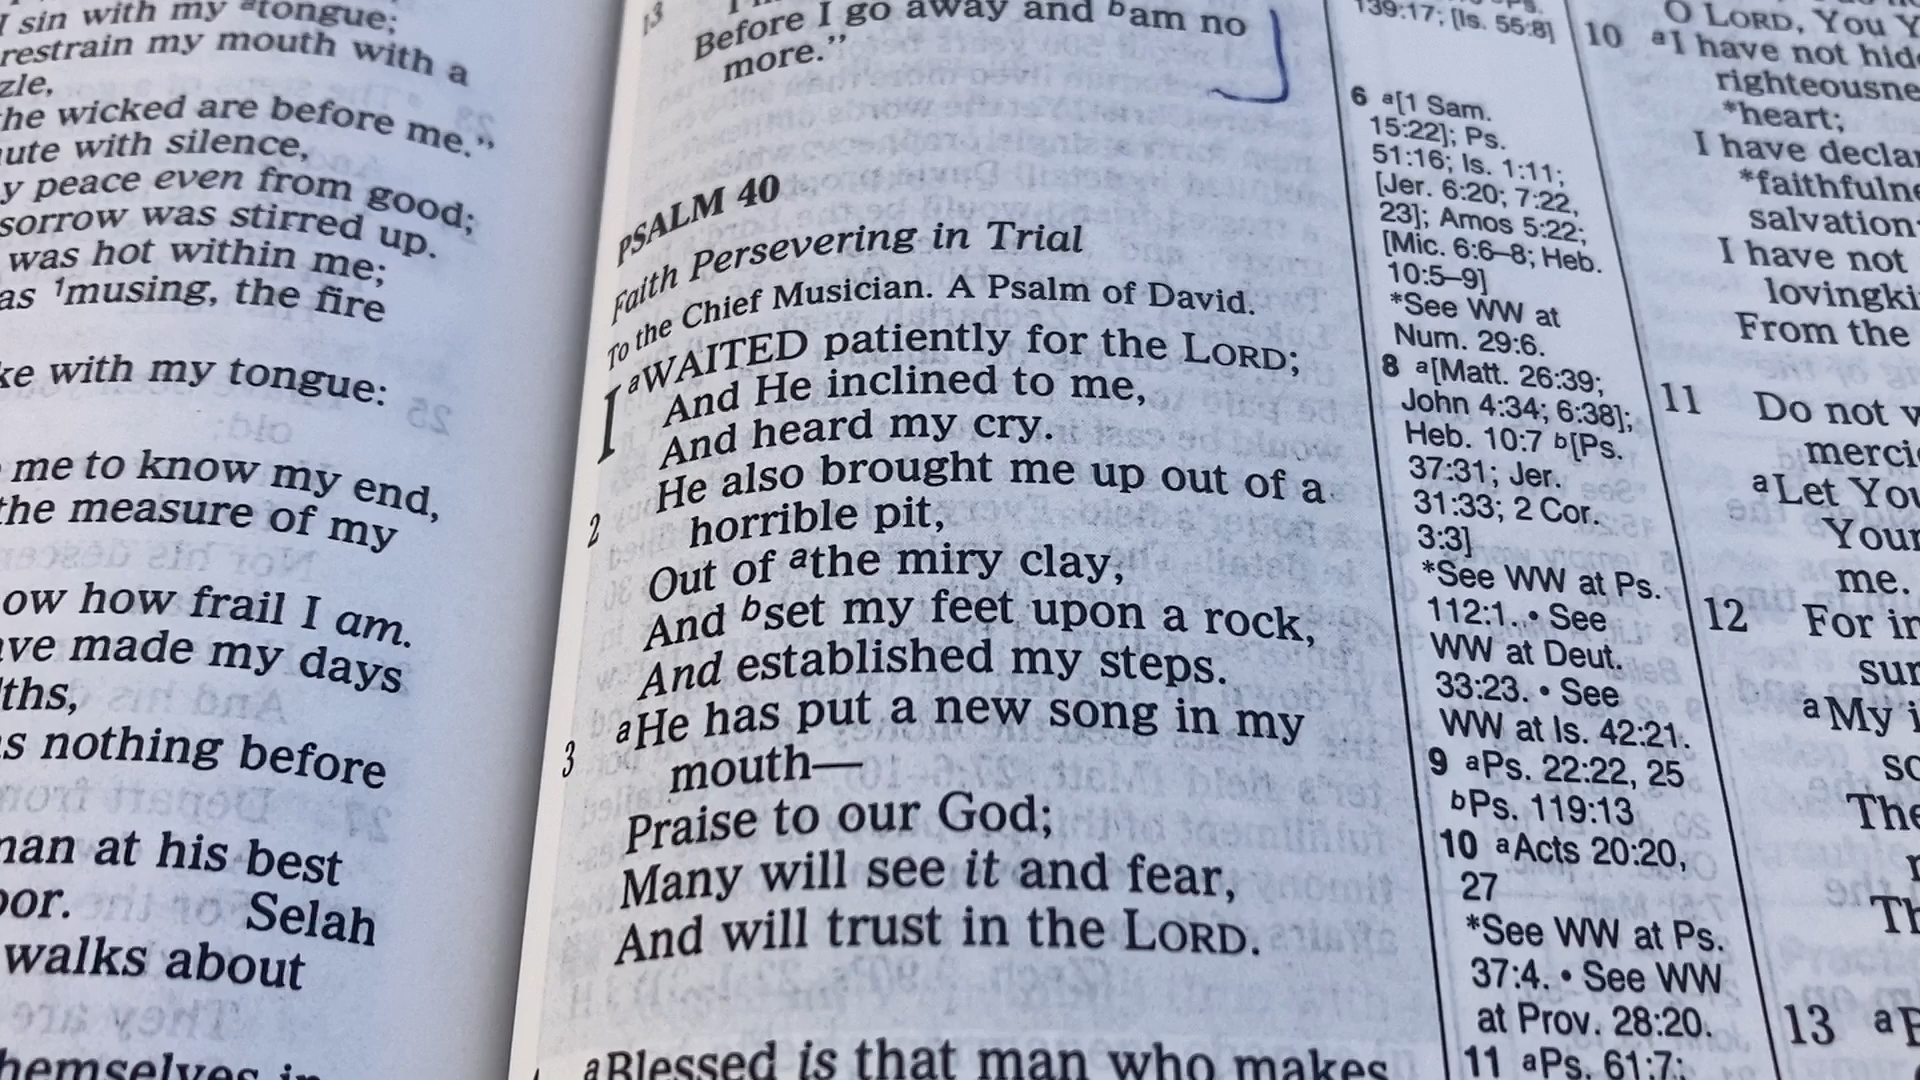 I sin with my ªtongue;
restrain my mouth with a
zle,
the wicked are before me."
ute with silence,
y peace even from good;
sorrow was stirred up.
was hot within me;
as ¹musing, the fire
ke with my tongue:
me to know my end,
the measure of my
ow how frail I am.
ave made my days
ths,
s nothing before
man at his best
por. Selah
walks about
hemselves in
13
Before I go away and ᵇam no
more."
PSALM 40
Faith Persevering in Trial
To the Chief Musician. A Psalm of David.
I ªWAITED patiently for the LORD;
And He inclined to me,
And heard my cry.
2 He also brought me up out of a
horrible pit,
Out of ªthe miry clay,
And ᵇset my feet upon a rock,
And established my steps.
3 ªHe has put a new song in my
mouth—
Praise to our God;
Many will see it and fear,
And will trust in the LORD.
ªBlessed is that man who makes
139:17; [Is. 55:8]
6 ª[1 Sam.
15:22]; Ps.
51:16; Is. 1:11;
[Jer. 6:20; 7:22,
23]; Amos 5:22;
[Mic. 6:6–8; Heb.
10:5–9]
*See WW at
Num. 29:6.
8 ª[Matt. 26:39;
John 4:34; 6:38];
Heb. 10:7 ᵇ[Ps.
37:31; Jer.
31:33; 2 Cor.
3:3]
*See WW at Ps.
112:1. • See
WW at Deut.
33:23. • See
WW at Is. 42:21.
9 ªPs. 22:22, 25
ᵇPs. 119:13
10 ªActs 20:20,
27
*See WW at Ps.
37:4. • See WW
at Prov. 28:20.
11 ªPs. 61:7;
O LORD, You
10 ªI have not hid
righteousne
*heart;
I have declar
*faithfulne
salvation
I have not
lovingki
From the
11 Do not w
merci
ªLet You
Your
me.
12 For in
sur
ªMy i
so
The
Th
13 ª